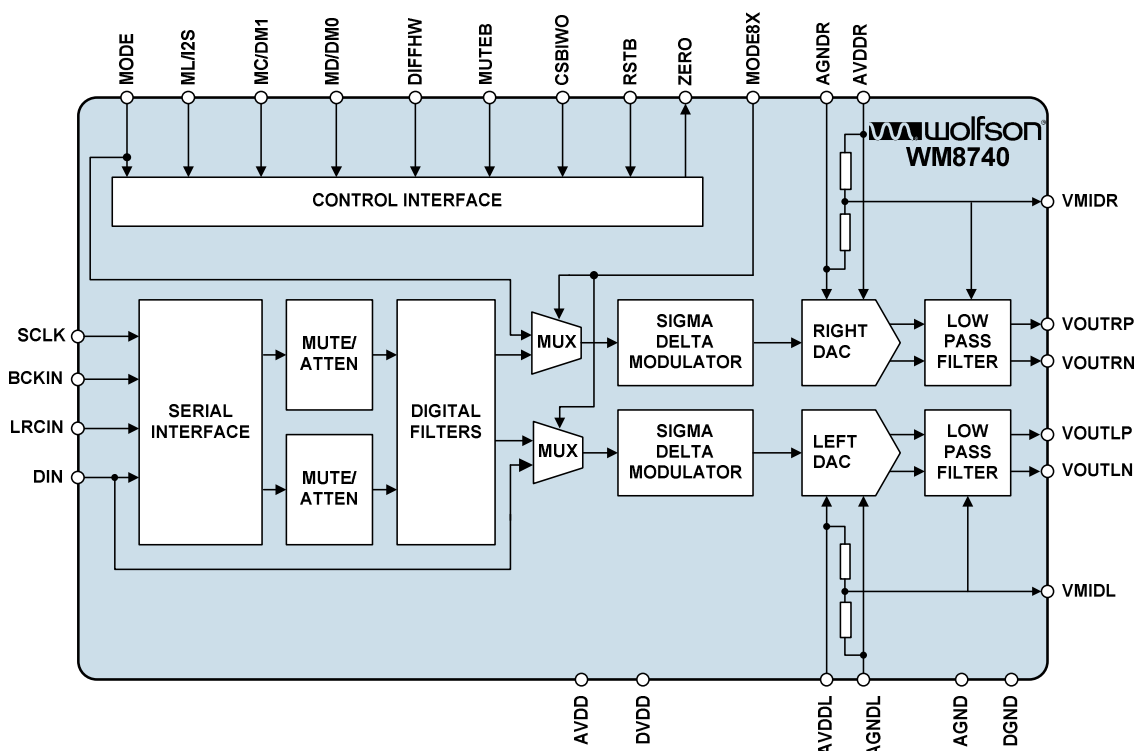 MODE
ML/I2S
MC/DM1
MD/DM0
DIFFHW
MUTEB
CSBIWO
RSTB
ZERO
MODE8X
AGNDR
AVDDR
wolfson®
WM8740
CONTROL INTERFACE
VMIDR
SCLK
BCKIN
LRCIN
DIN
SERIAL
INTERFACE
MUTE/
ATTEN
MUTE/
ATTEN
DIGITAL
FILTERS
MUX
MUX
SIGMA
DELTA
MODULATOR
SIGMA
DELTA
MODULATOR
RIGHT
DAC
LEFT
DAC
LOW
PASS
FILTER
LOW
PASS
FILTER
VOUTRP
VOUTRN
VOUTLP
VOUTLN
VMIDL
AVDD
DVDD
AVDDL
AGNDL
AGND
DGND